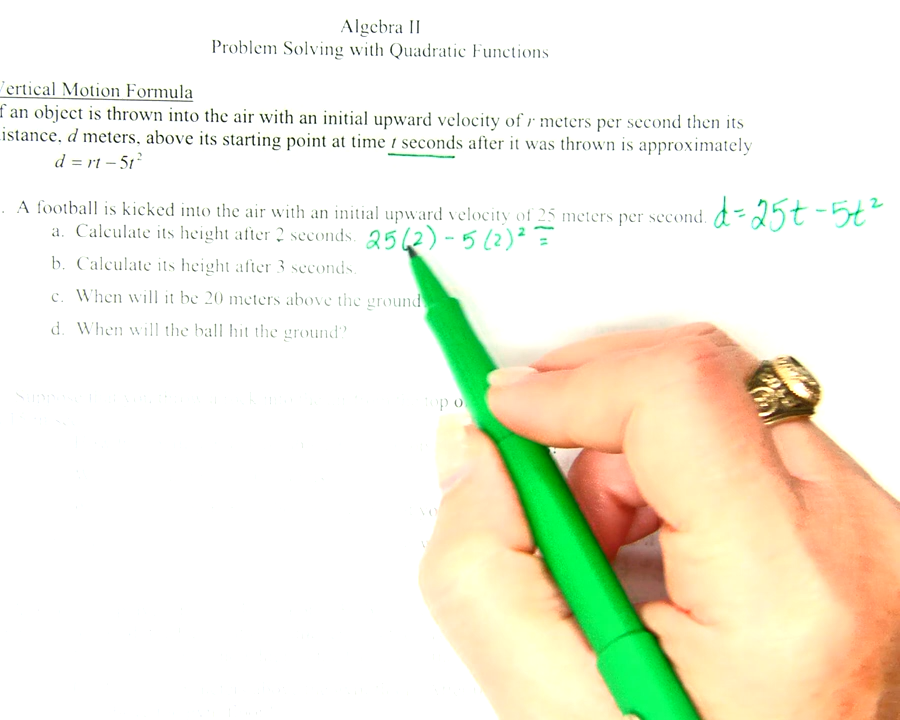 Algebra II
Problem Solving with Quadratic Functions
Vertical Motion Formula
f an object is thrown into the air with an initial upward velocity of r meters per second then its
istance, d meters, above its starting point at time t seconds after it was thrown is approximately
d = rt – 5t²
. A football is kicked into the air with an initial upward velocity of 25 meters per second. d = 25t - 5t²
a. Calculate its height after 2 seconds. 25(2) - 5(2)² =
b. Calculate its height after 3 seconds.
c. When will it be 20 meters above the ground
d. When will the ball hit the ground?
top o